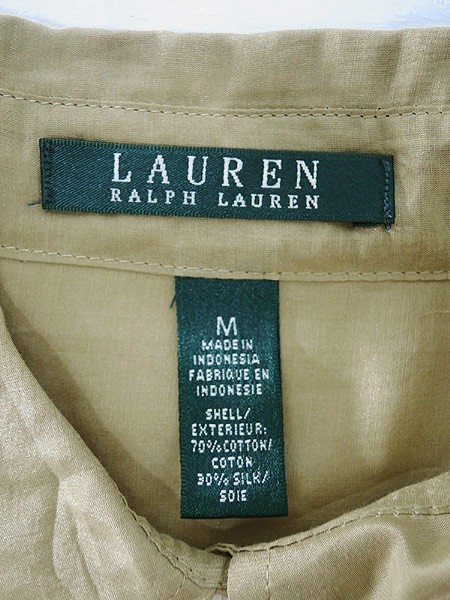 LAUREN
RALPH LAUREN
M
MADE IN
INDONESIA
FABRIQUE EN
INDONESIE
SHELL/
EXTERIEUR:
70% COTTON/
COTON
30% SILK/
SOIE